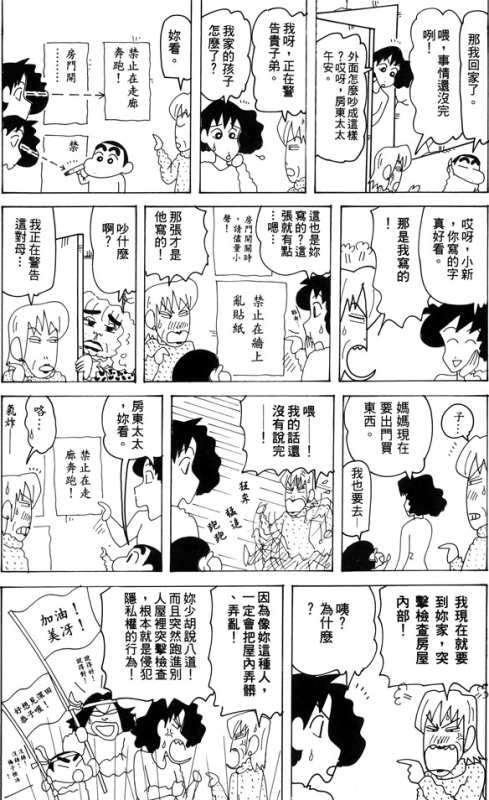 那我回家了。
喂,事情還沒完
咧!
外面怎麼吵成這樣
?哎呀,房東太太
午安。
我呀,正在警
告貴子弟。
我家的孩子
怎麼了?
妳看。
禁止在走廊
奔跑!
房門開
……
禁
哎呀,小新
,你寫的字
真好看。
那是我寫的
!
這也是妳
寫的?這
張就有點
…嗯…
房門開關時
,請儘量小
聲!
那張才是
他寫的!
禁止在牆上
亂貼紙
吵什麼
啊?
我正在警告
這對母…
子…
媽媽現在
要出門買
東西。
我也要去—
喂!
我的話還
沒有說完
!
狂奔
猛追
跑跑
房東太太
,妳看。
禁止在走
廊奔跑!
咯…
氣炸
我現在就要
到妳家,突
擊檢查房屋
內部!
咦?
為什麼
?
因為像妳這種人,
一定會把屋內弄髒
、弄亂!
妳少胡說八道!
而且突然跑進別
人屋裡突擊檢查
,根本就是侵犯
隱私權的行為!
加油!
美冴!
好想見深田
恭子喔!